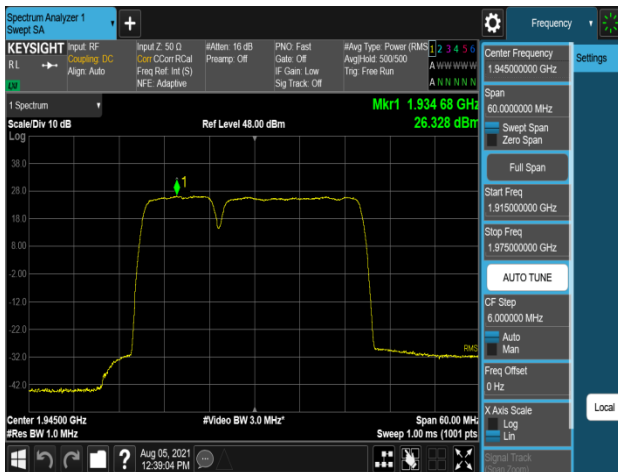 Spectrum Analyzer 1
Swept SA
+
Frequency
KEYSIGHT
RL
LXI
Input: RF
Coupling: DC
Align: Auto
Input Z: 50 Ω
Corr CCorr RCal
Freq Ref: Int (S)
NFE: Adaptive
#Atten: 16 dB
Preamp: Off
PNO: Fast
Gate: Off
IF Gain: Low
Sig Track: Off
#Avg Type: Power (RMS
Avg|Hold: 500/500
Trig: Free Run
1 2 3 4 5 6
A W W W W W
A N N N N N
1 Spectrum
Mkr1 1.934 68 GHz
Scale/Div 10 dB
Ref Level 48.00 dBm
26.328 dBm
Log
38.0
28.0
18.0
8.00
-2.00
-12.0
-22.0
-32.0
-42.0
1
RMS
Center 1.94500 GHz
#Video BW 3.0 MHz*
Span 60.00 MHz
#Res BW 1.0 MHz
Sweep 1.00 ms (1001 pts)
Aug 05, 2021
12:39:04 PM
?
Center Frequency
1.945000000 GHz
Span
60.0000000 MHz
Swept Span
Zero Span
Full Span
Start Freq
1.915000000 GHz
Stop Freq
1.975000000 GHz
AUTO TUNE
CF Step
6.000000 MHz
Auto
Man
Freq Offset
0 Hz
X Axis Scale
Log
Lin
Signal Track
(Span Zoom)
Settings
Local